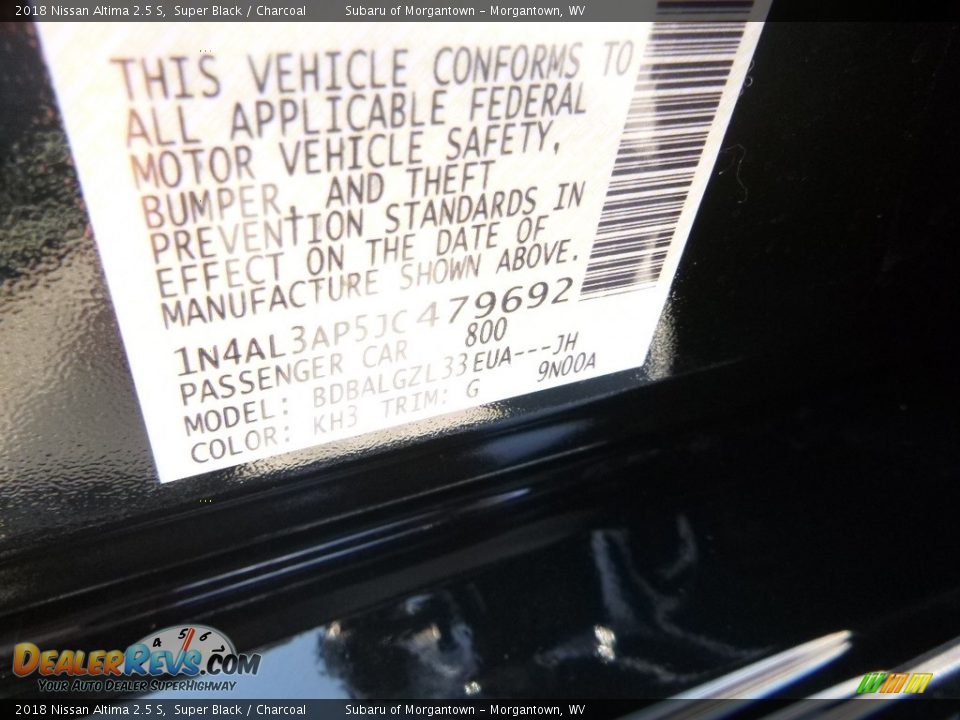 2018 Nissan Altima 2.5 S, Super Black / Charcoal Subaru of Morgantown - Morgantown, WV
THIS VEHICLE CONFORMS TO
ALL APPLICABLE FEDERAL
MOTOR VEHICLE SAFETY,
BUMPER, AND THEFT
PREVENTION STANDARDS IN
EFFECT ON THE DATE OF
MANUFACTURE SHOWN ABOVE.
1N4AL3AP5JC479692
PASSENGER CAR 800
MODEL: BDBALGZL33EUA---JH
COLOR: KH3 TRIM: G 9N00A
4 5 6
DEALERREVS.COM
YOUR AUTO DEALER SUPERHIGHWAY
2018 Nissan Altima 2.5 S, Super Black / Charcoal Subaru of Morgantown - Morgantown, WV